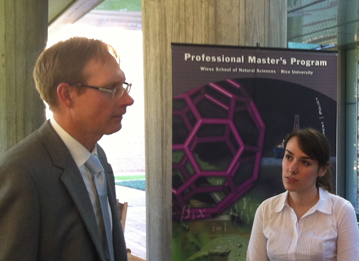 Professional Master's Program
Wiess School of Natural Sciences · Rice University